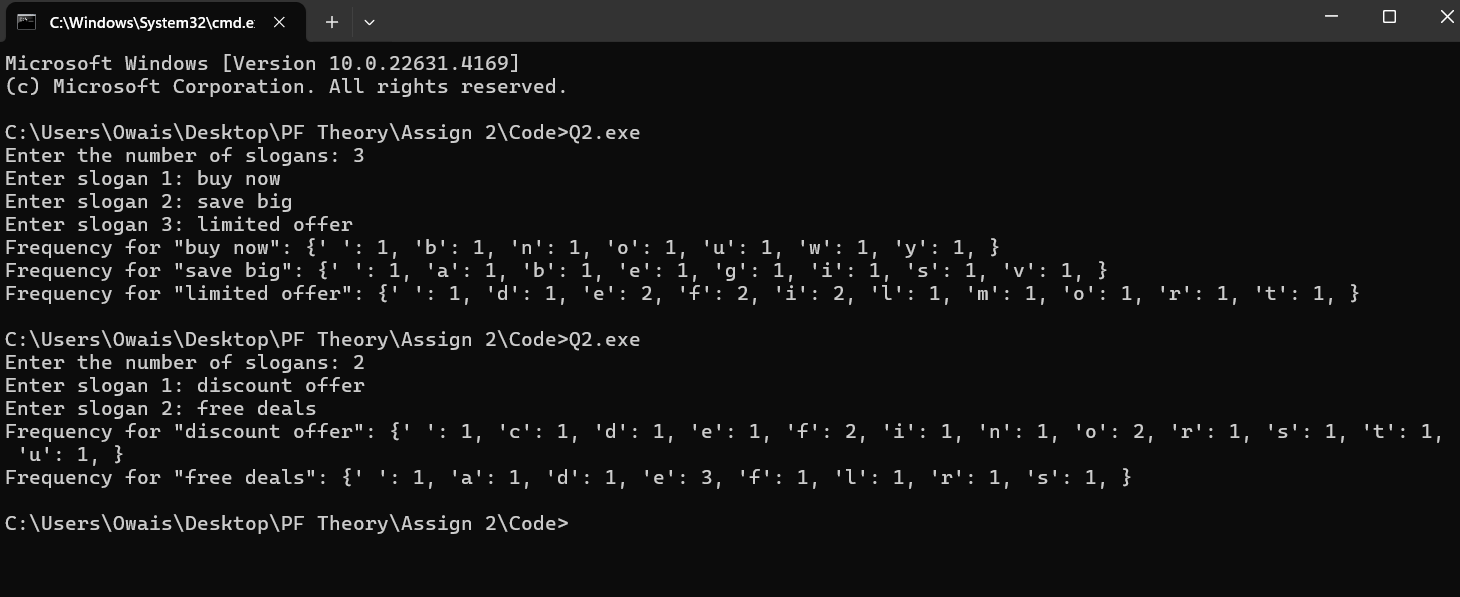 C:\Windows\System32\cmd.e
Microsoft Windows [Version 10.0.22631.4169]
(c) Microsoft Corporation. All rights reserved.
C:\Users\Owais\Desktop\PF Theory\Assign 2\Code>Q2.exe
Enter the number of slogans: 3
Enter slogan 1: buy now
Enter slogan 2: save big
Enter slogan 3: limited offer
Frequency for "buy now": {' ': 1, 'b': 1, 'n': 1, 'o': 1, 'u': 1, 'w': 1, 'y': 1, }
Frequency for "save big": {' ': 1, 'a': 1, 'b': 1, 'e': 1, 'g': 1, 'i': 1, 's': 1, 'v': 1, }
Frequency for "limited offer": {' ': 1, 'd': 1, 'e': 2, 'f': 2, 'i': 2, 'l': 1, 'm': 1, 'o': 1, 'r': 1, 't': 1, }
C:\Users\Owais\Desktop\PF Theory\Assign 2\Code>Q2.exe
Enter the number of slogans: 2
Enter slogan 1: discount offer
Enter slogan 2: free deals
Frequency for "discount offer": {' ': 1, 'c': 1, 'd': 1, 'e': 1, 'f': 2, 'i': 1, 'n': 1, 'o': 2, 'r': 1, 's': 1, 't': 1,
'u': 1, }
Frequency for "free deals": {' ': 1, 'a': 1, 'd': 1, 'e': 3, 'f': 1, 'l': 1, 'r': 1, 's': 1, }
C:\Users\Owais\Desktop\PF Theory\Assign 2\Code>